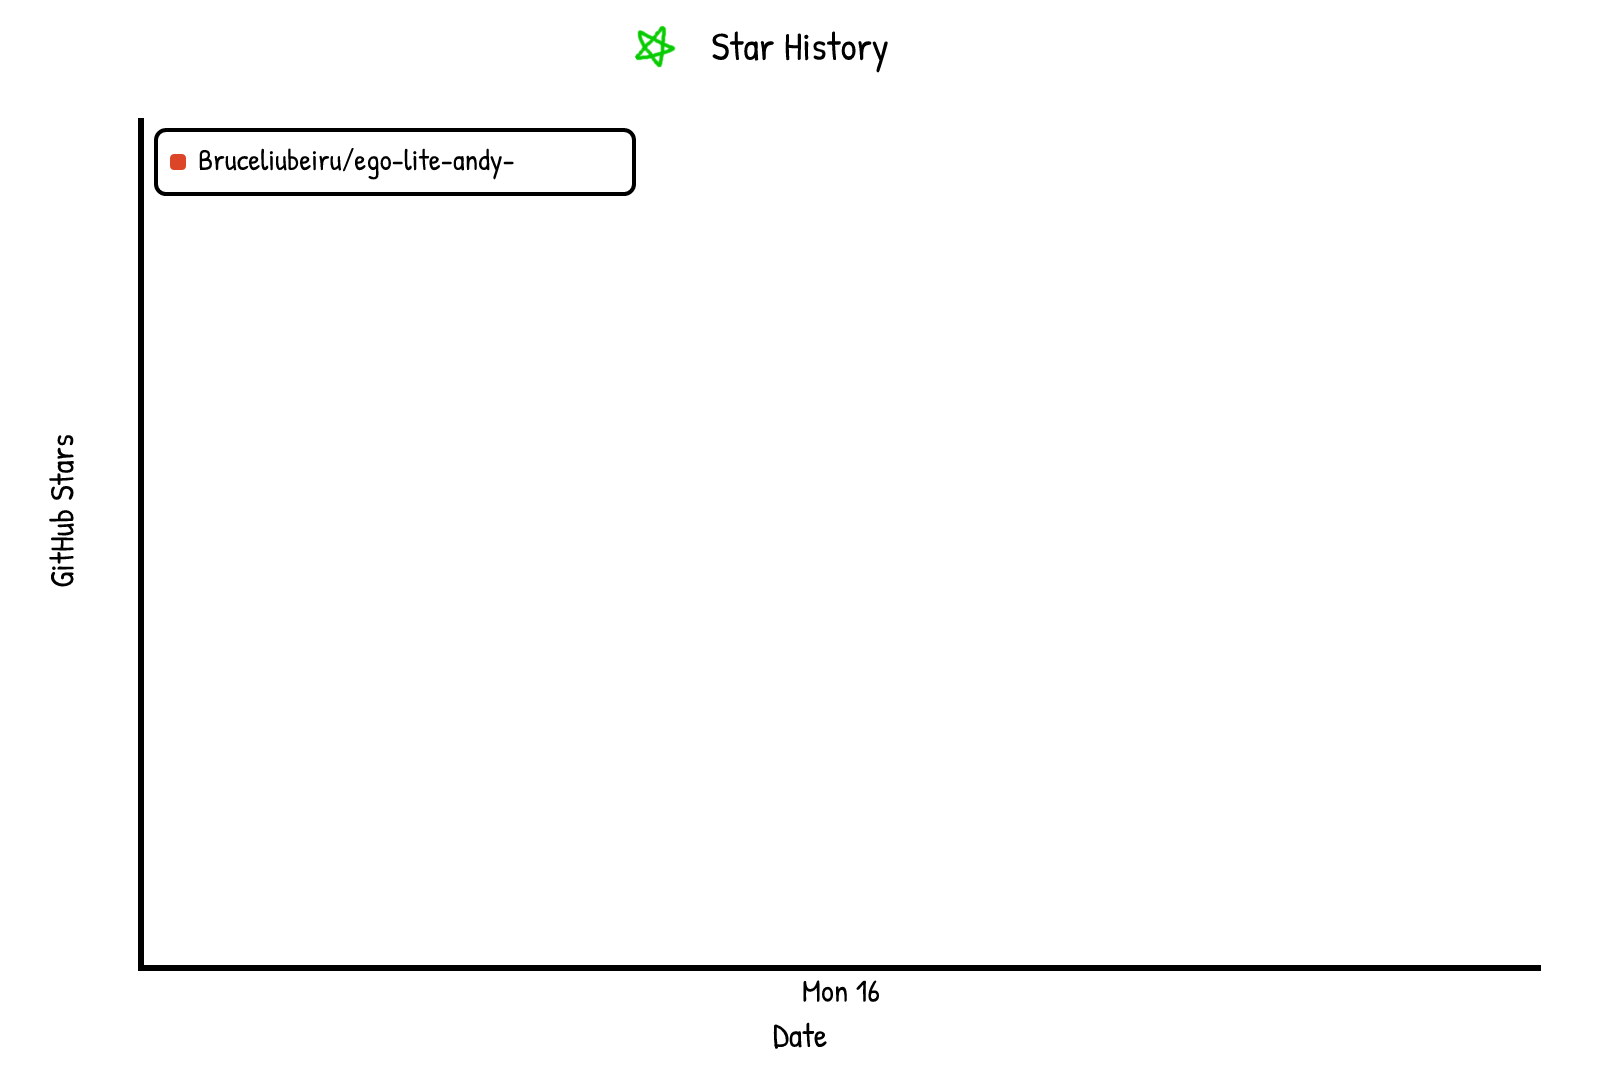 Star History
Bruceliubeiru/ego-lite-andy-
GitHub Stars
Mon 16
Date